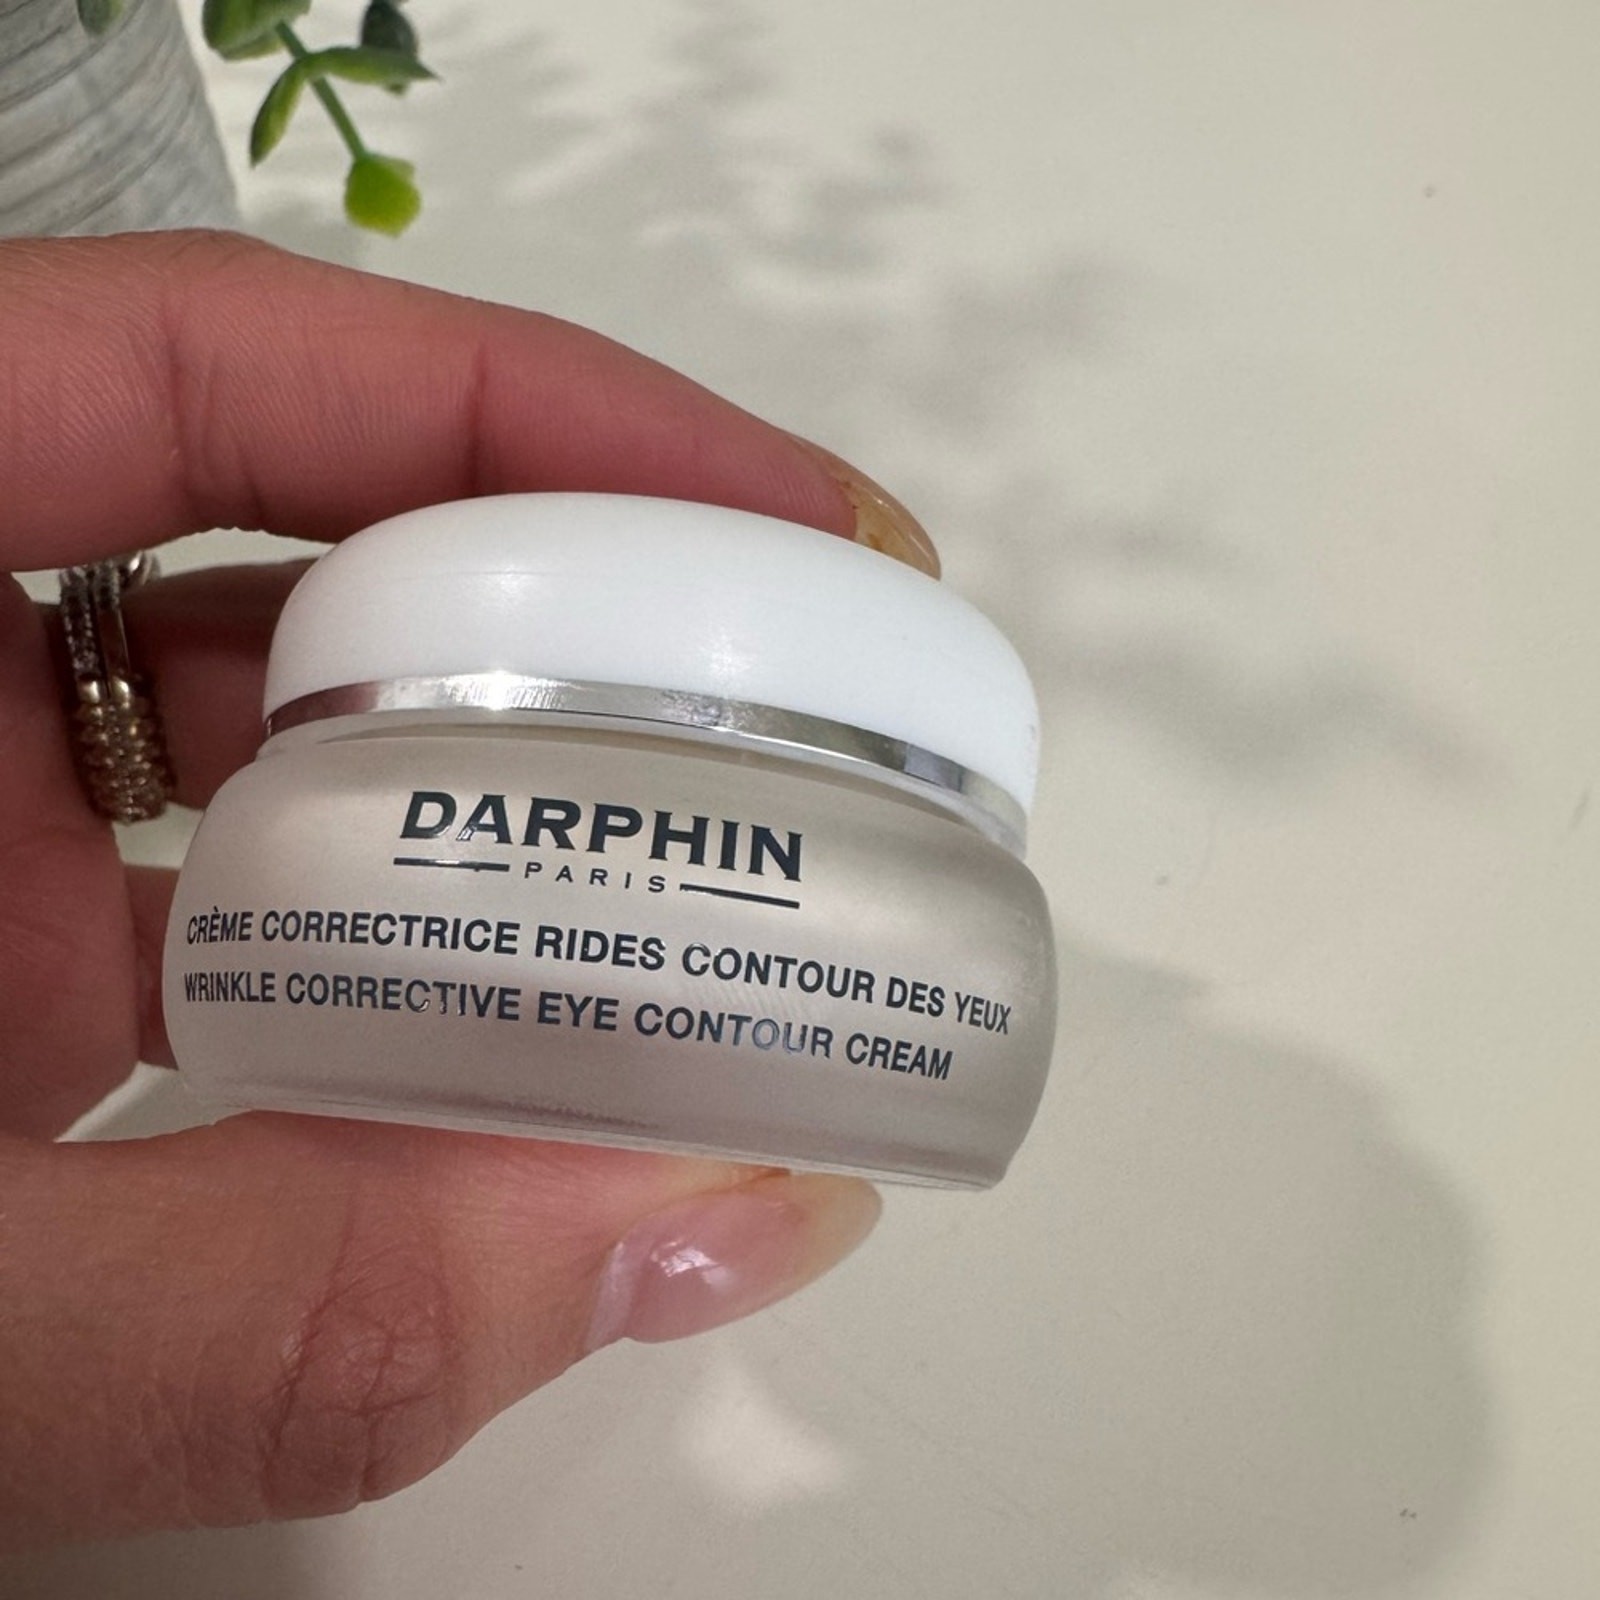 DARPHIN
PARIS
CRÈME CORRECTRICE RIDES CONTOUR DES YEUX
WRINKLE CORRECTIVE EYE CONTOUR CREAM